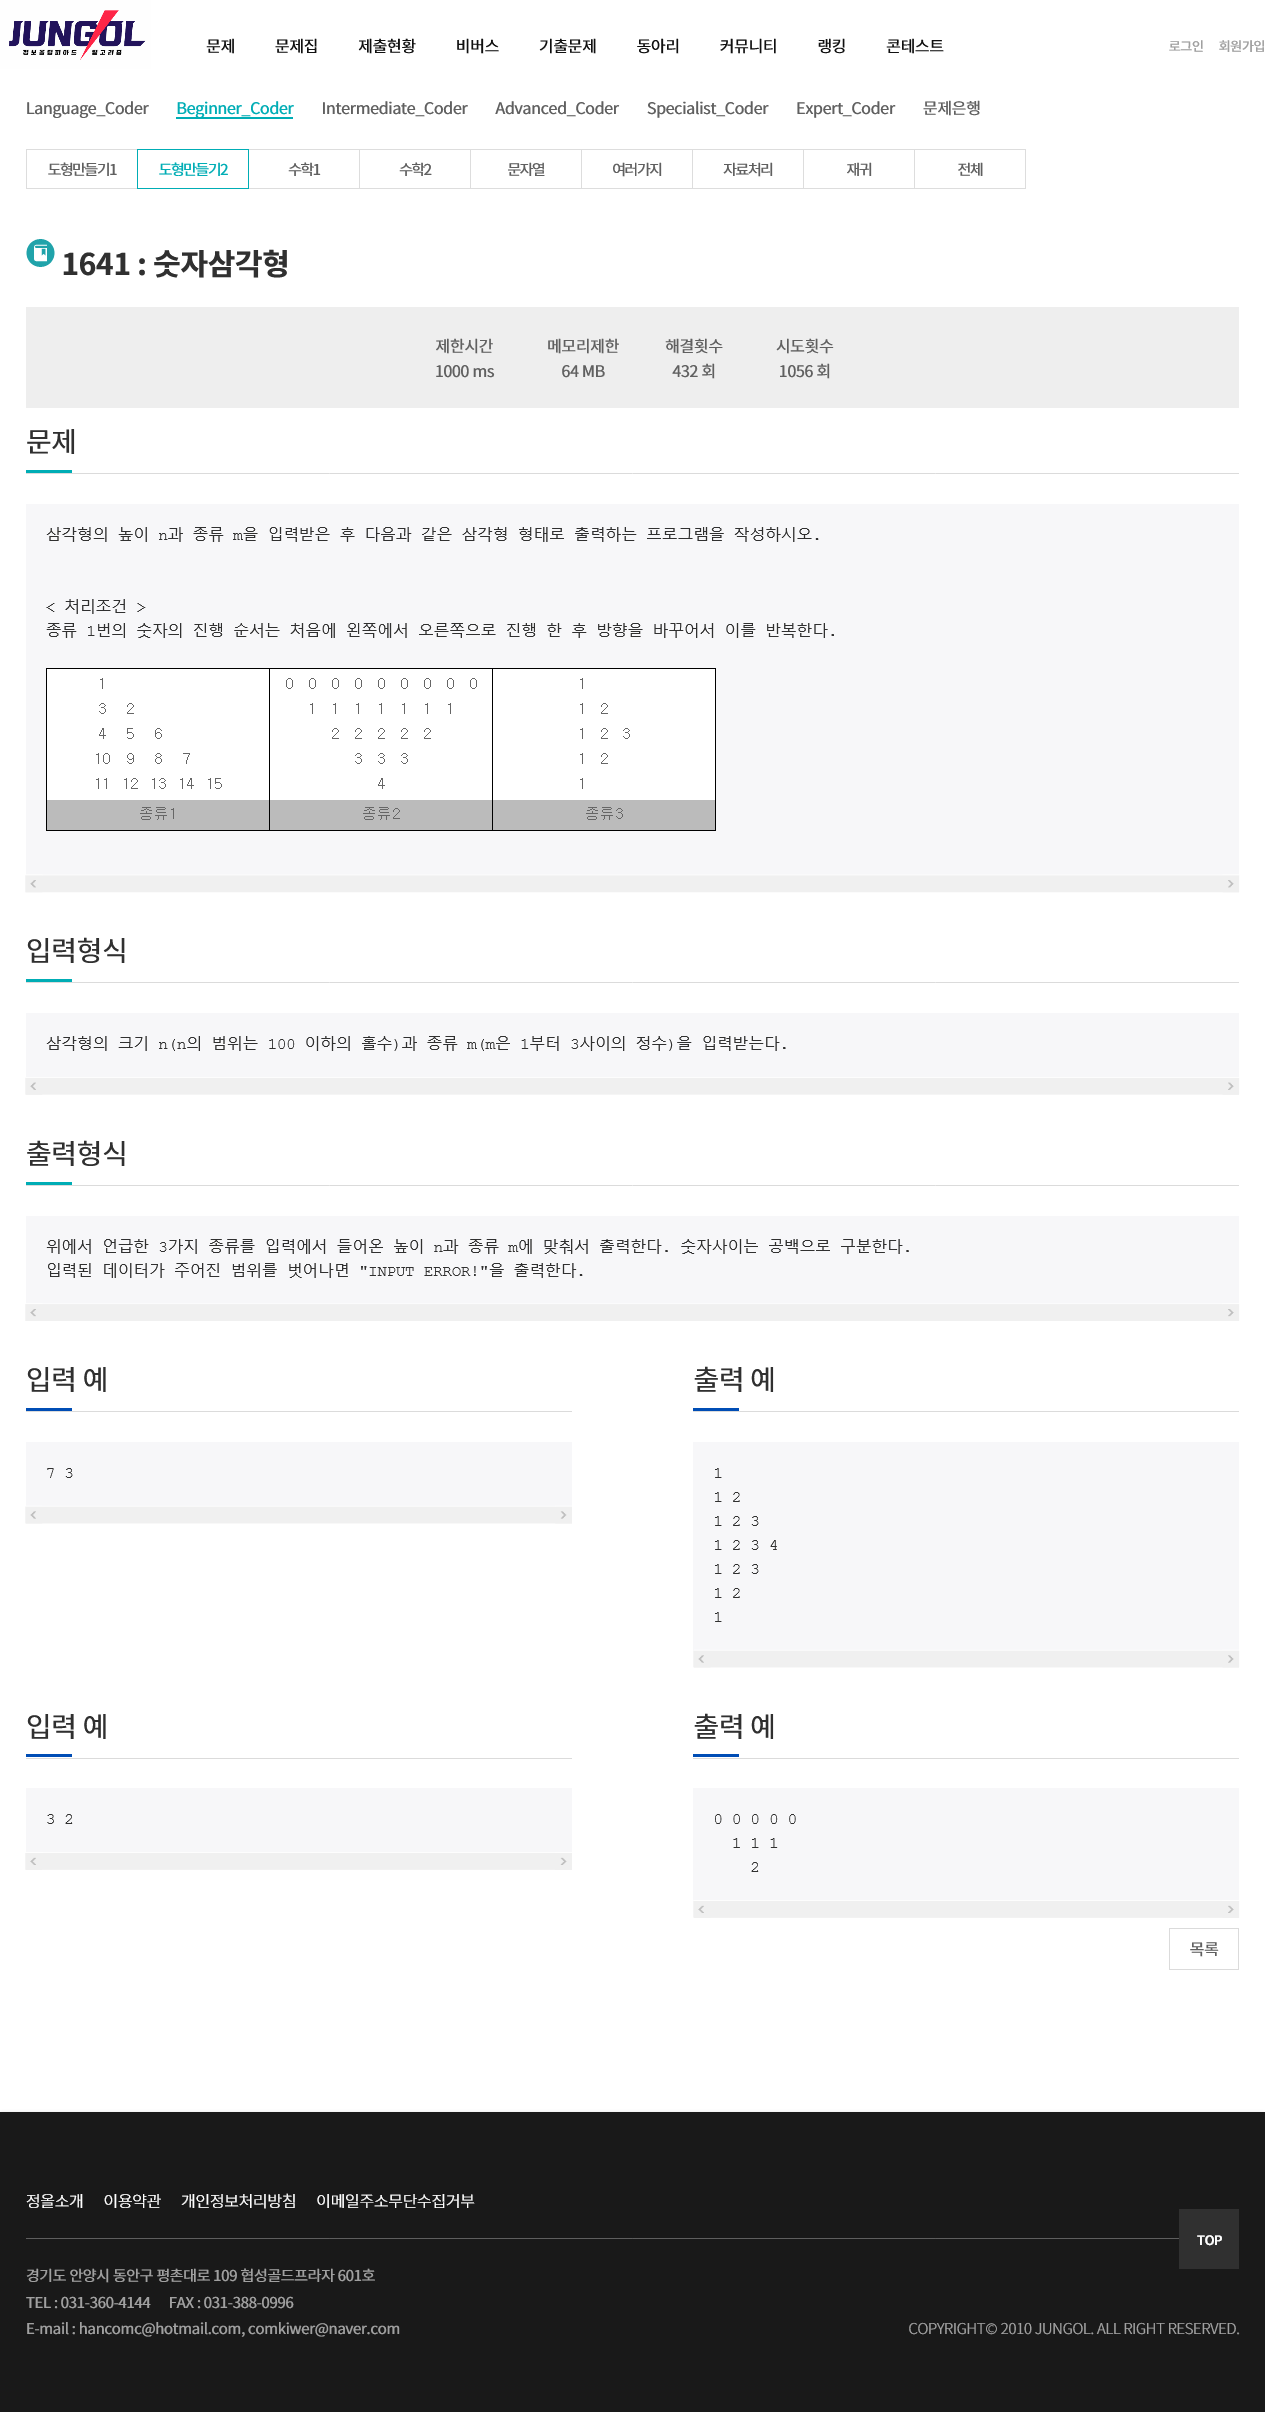 JUNGOL
정보올림피아드 알고리즘
문제 문제집 제출현황 비버스 기출문제 동아리 커뮤니티 랭킹 콘테스트 로그인 회원가입
Language_Coder Beginner_Coder Intermediate_Coder Advanced_Coder Specialist_Coder Expert_Coder 문제은행
도형만들기1 도형만들기2 수학1 수학2 문자열 여러가지 자료처리 재귀 전체
1641 : 숫자삼각형
제한시간 메모리제한 해결횟수 시도횟수
1000 ms 64 MB 432 회 1056 회
문제
삼각형의 높이 n과 종류 m을 입력받은 후 다음과 같은 삼각형 형태로 출력하는 프로그램을 작성하시오.
< 처리조건 >
종류 1번의 숫자의 진행 순서는 처음에 왼쪽에서 오른쪽으로 진행 한 후 방향을 바꾸어서 이를 반복한다.
1 0 0 0 0 0 0 0 0 0 1
3 2 1 1 1 1 1 1 1 1 2
4 5 6 2 2 2 2 2 1 2 3
10 9 8 7 3 3 3 1 2
11 12 13 14 15 4 1
종류1 종류2 종류3
입력형식
삼각형의 크기 n(n의 범위는 100 이하의 홀수)과 종류 m(m은 1부터 3사이의 정수)을 입력받는다.
출력형식
위에서 언급한 3가지 종류를 입력에서 들어온 높이 n과 종류 m에 맞춰서 출력한다. 숫자사이는 공백으로 구분한다.
입력된 데이터가 주어진 범위를 벗어나면 "INPUT ERROR!"을 출력한다.
입력 예
7 3
출력 예
1
1 2
1 2 3
1 2 3 4
1 2 3
1 2
1
입력 예
3 2
출력 예
0 0 0 0 0
1 1 1
2
목록
정올소개 이용약관 개인정보처리방침 이메일주소무단수집거부
TOP
경기도 안양시 동안구 평촌대로 109 협성골드프라자 601호
TEL : 031-360-4144 FAX : 031-388-0996
E-mail : hancomc@hotmail.com, comkiwer@naver.com COPYRIGHT© 2010 JUNGOL. ALL RIGHT RESERVED.